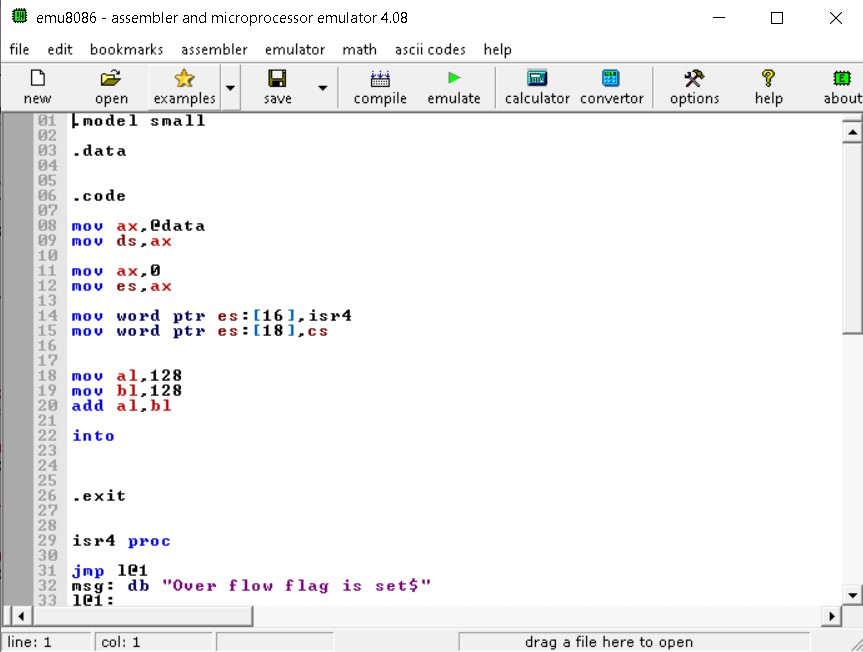 emu8086 - assembler and microprocessor emulator 4.08
file edit bookmarks assembler emulator math ascii codes help
new open examples save compile emulate calculator convertor options help about
01 .model small
02
03 .data
04
05
06 .code
07
08 mov ax,@data
09 mov ds,ax
10
11 mov ax,0
12 mov es,ax
13
14 mov word ptr es:[16],isr4
15 mov word ptr es:[18],cs
16
17
18 mov al,128
19 mov bl,128
20 add al,bl
21
22 into
23
24
25
26 .exit
27
28
29 isr4 proc
30
31 jmp l@1
32 msg: db "Over flow flag is set$"
33 l@1:
line: 1 col: 1 drag a file here to open